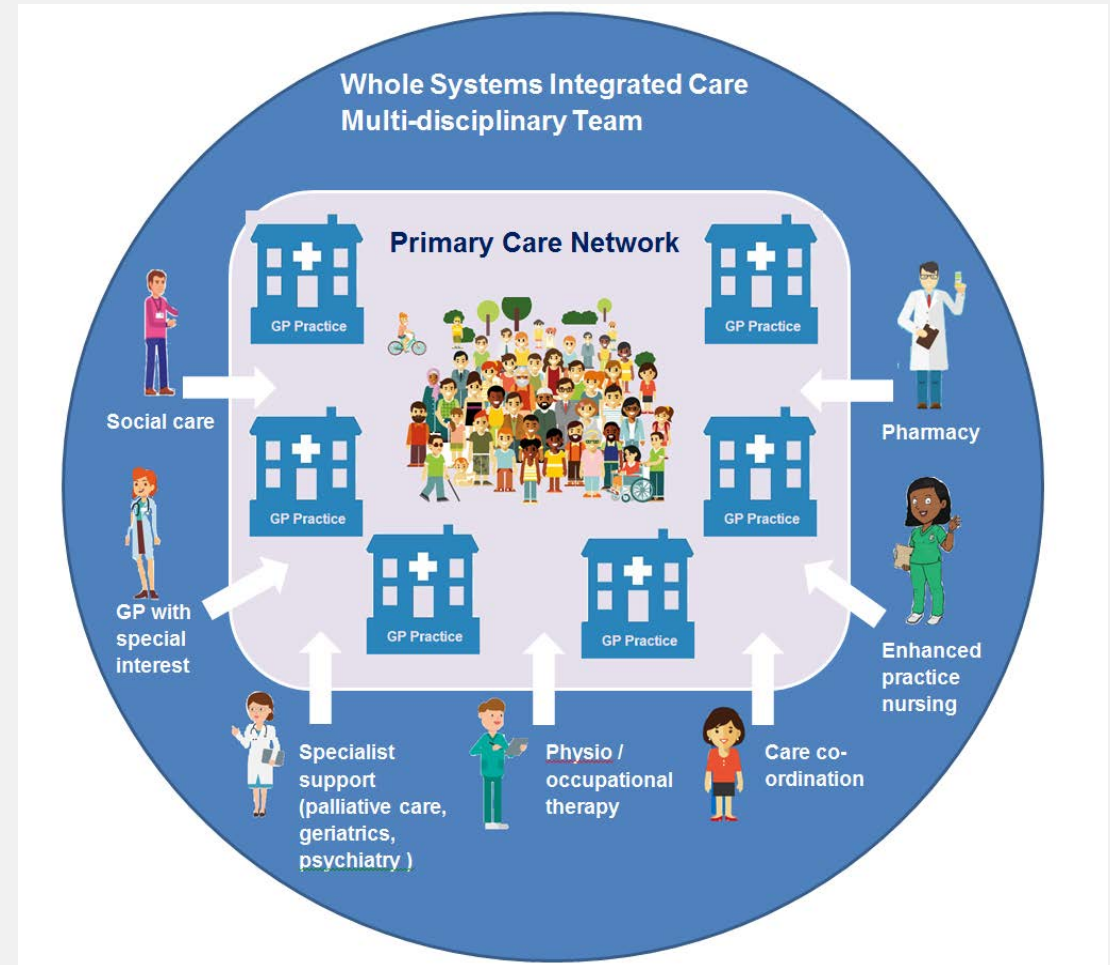 Whole Systems Integrated Care
Multi-disciplinary Team
Primary Care Network
GP Practice
GP Practice
Social care
Pharmacy
GP Practice
GP Practice
GP with
special
interest
GP Practice
GP Practice
Enhanced
practice
nursing
Specialist
support
(palliative care,
geriatrics,
psychiatry )
Physio /
occupational
therapy
Care co-
ordination